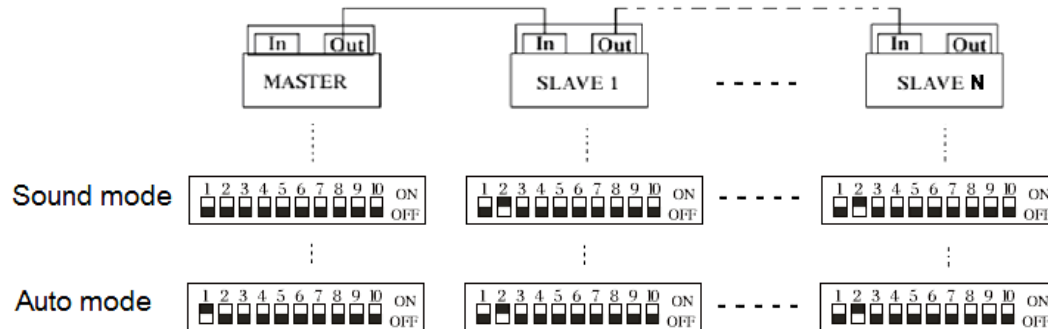 In Out In Out In Out
MASTER SLAVE 1 SLAVE N
Sound mode 1 2 3 4 5 6 7 8 9 10 ON OFF 1 2 3 4 5 6 7 8 9 10 ON OFF 1 2 3 4 5 6 7 8 9 10 ON OFF
Auto mode 1 2 3 4 5 6 7 8 9 10 ON OFF 1 2 3 4 5 6 7 8 9 10 ON OFF 1 2 3 4 5 6 7 8 9 10 ON OFF